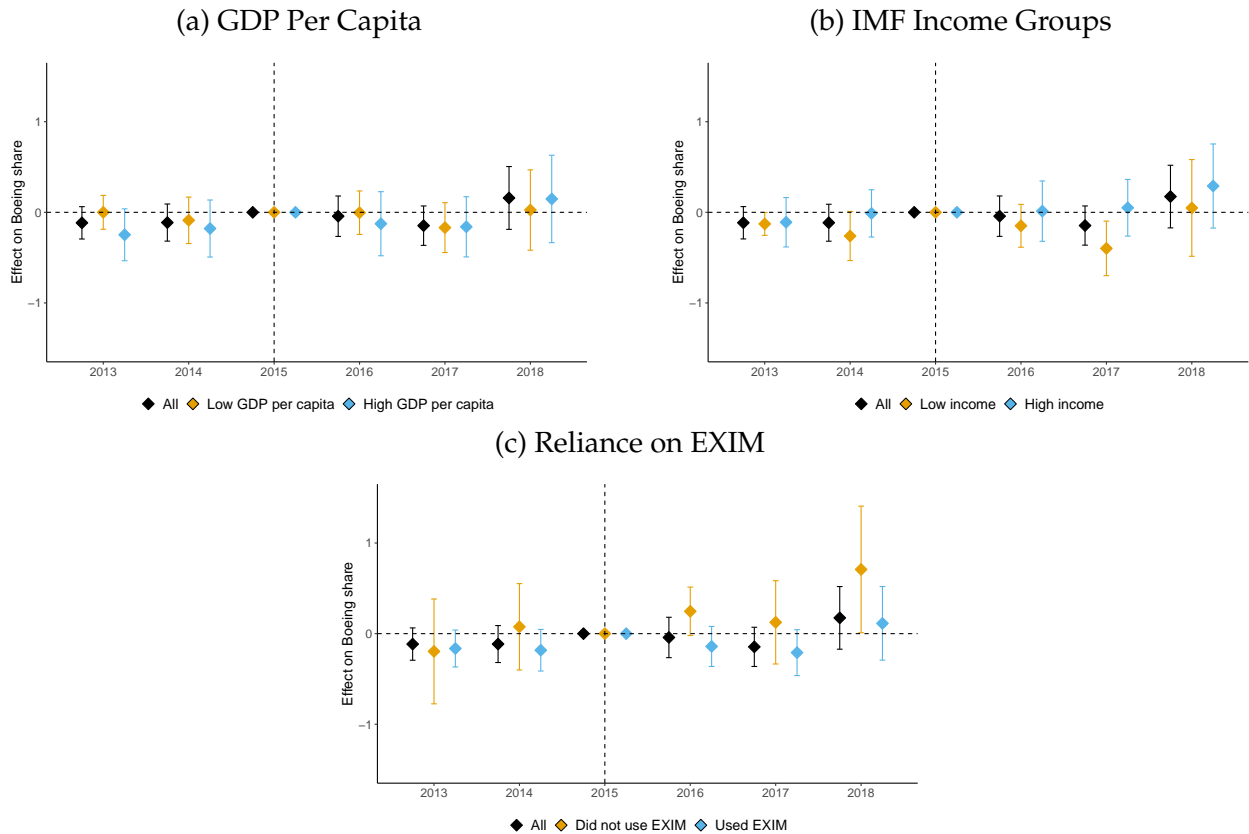 (a) GDP Per Capita
(b) IMF Income Groups
Effect on Boeing share
1
0
−1
2013 2014 2015 2016 2017 2018
All Low GDP per capita High GDP per capita
Effect on Boeing share
1
0
−1
2013 2014 2015 2016 2017 2018
All Low income High income
(c) Reliance on EXIM
Effect on Boeing share
1
0
−1
2013 2014 2015 2016 2017 2018
All Did not use EXIM Used EXIM